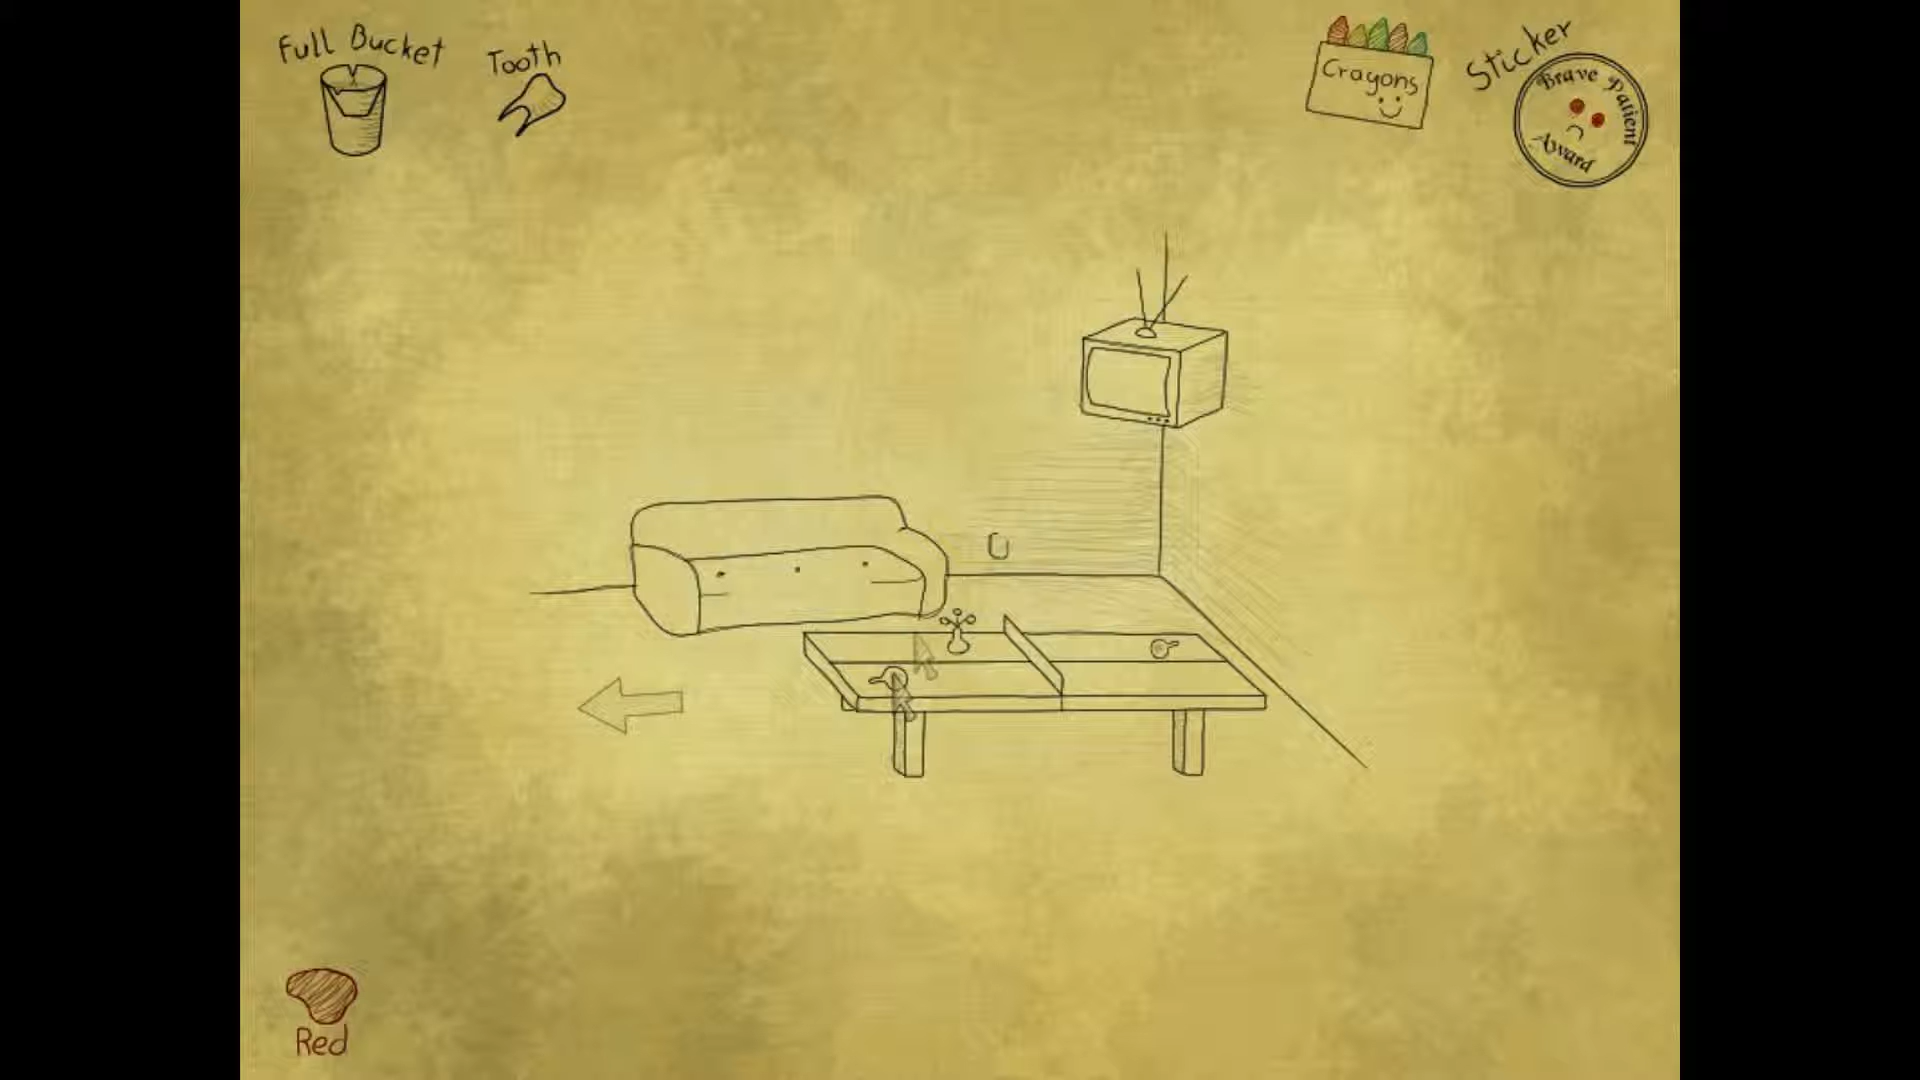 Full Bucket
Tooth
Crayons
Sticker
Brave Patient
Award
Red